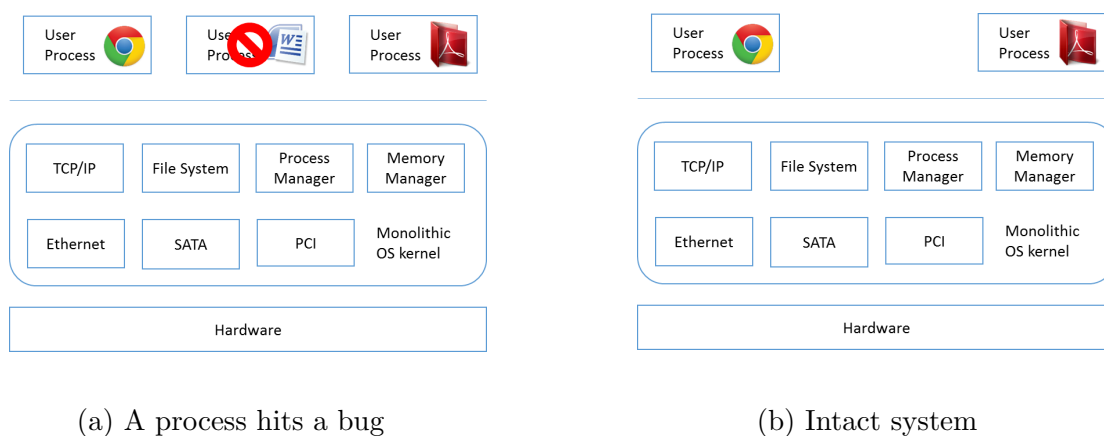 User
Process
User
Process
W
User
Process
TCP/IP
File System
Process
Manager
Memory
Manager
Ethernet
SATA
PCI
Monolithic
OS kernel
Hardware
(a) A process hits a bug
User
Process
User
Process
TCP/IP
File System
Process
Manager
Memory
Manager
Ethernet
SATA
PCI
Monolithic
OS kernel
Hardware
(b) Intact system